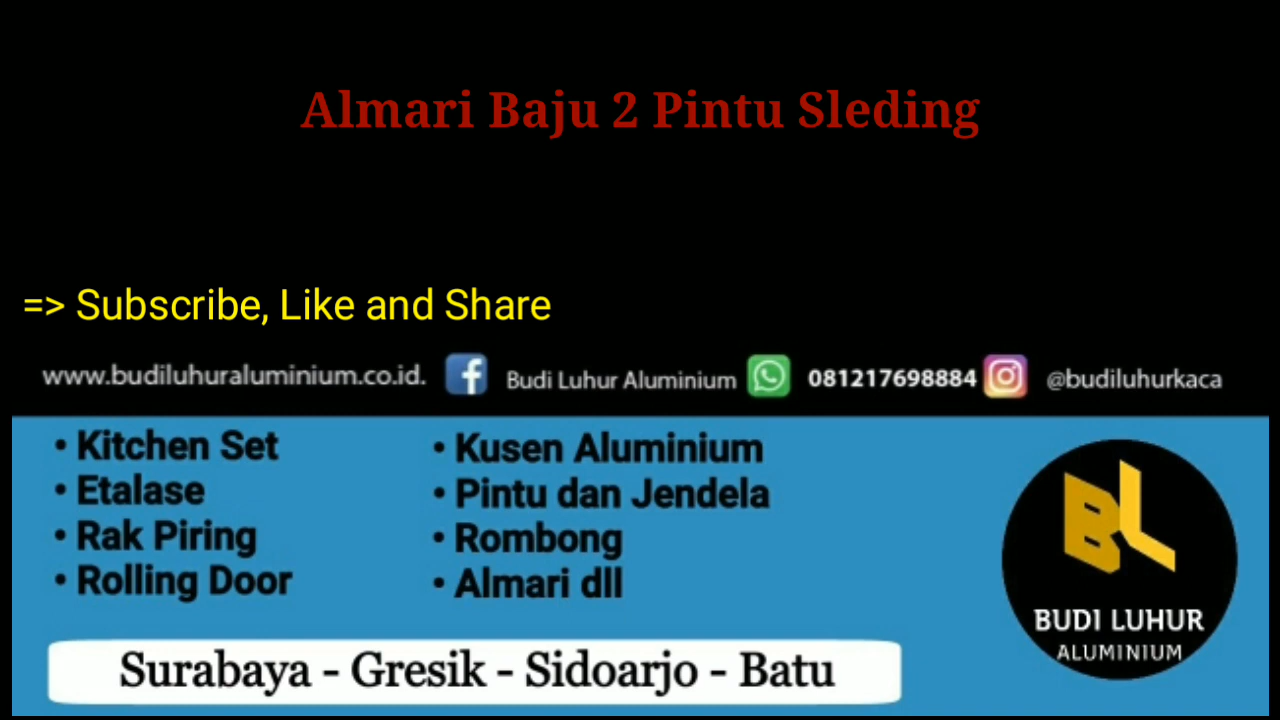 Almari Baju 2 Pintu Sleding
=> Subscribe, Like and Share
www.budiluhuraluminium.co.id. Budi Luhur Aluminium 081217698884 @budiluhurkaca
• Kitchen Set
• Etalase
• Rak Piring
• Rolling Door
• Kusen Aluminium
• Pintu dan Jendela
• Rombong
• Almari dll
BL
BUDI LUHUR
ALUMINIUM
Surabaya - Gresik - Sidoarjo - Batu